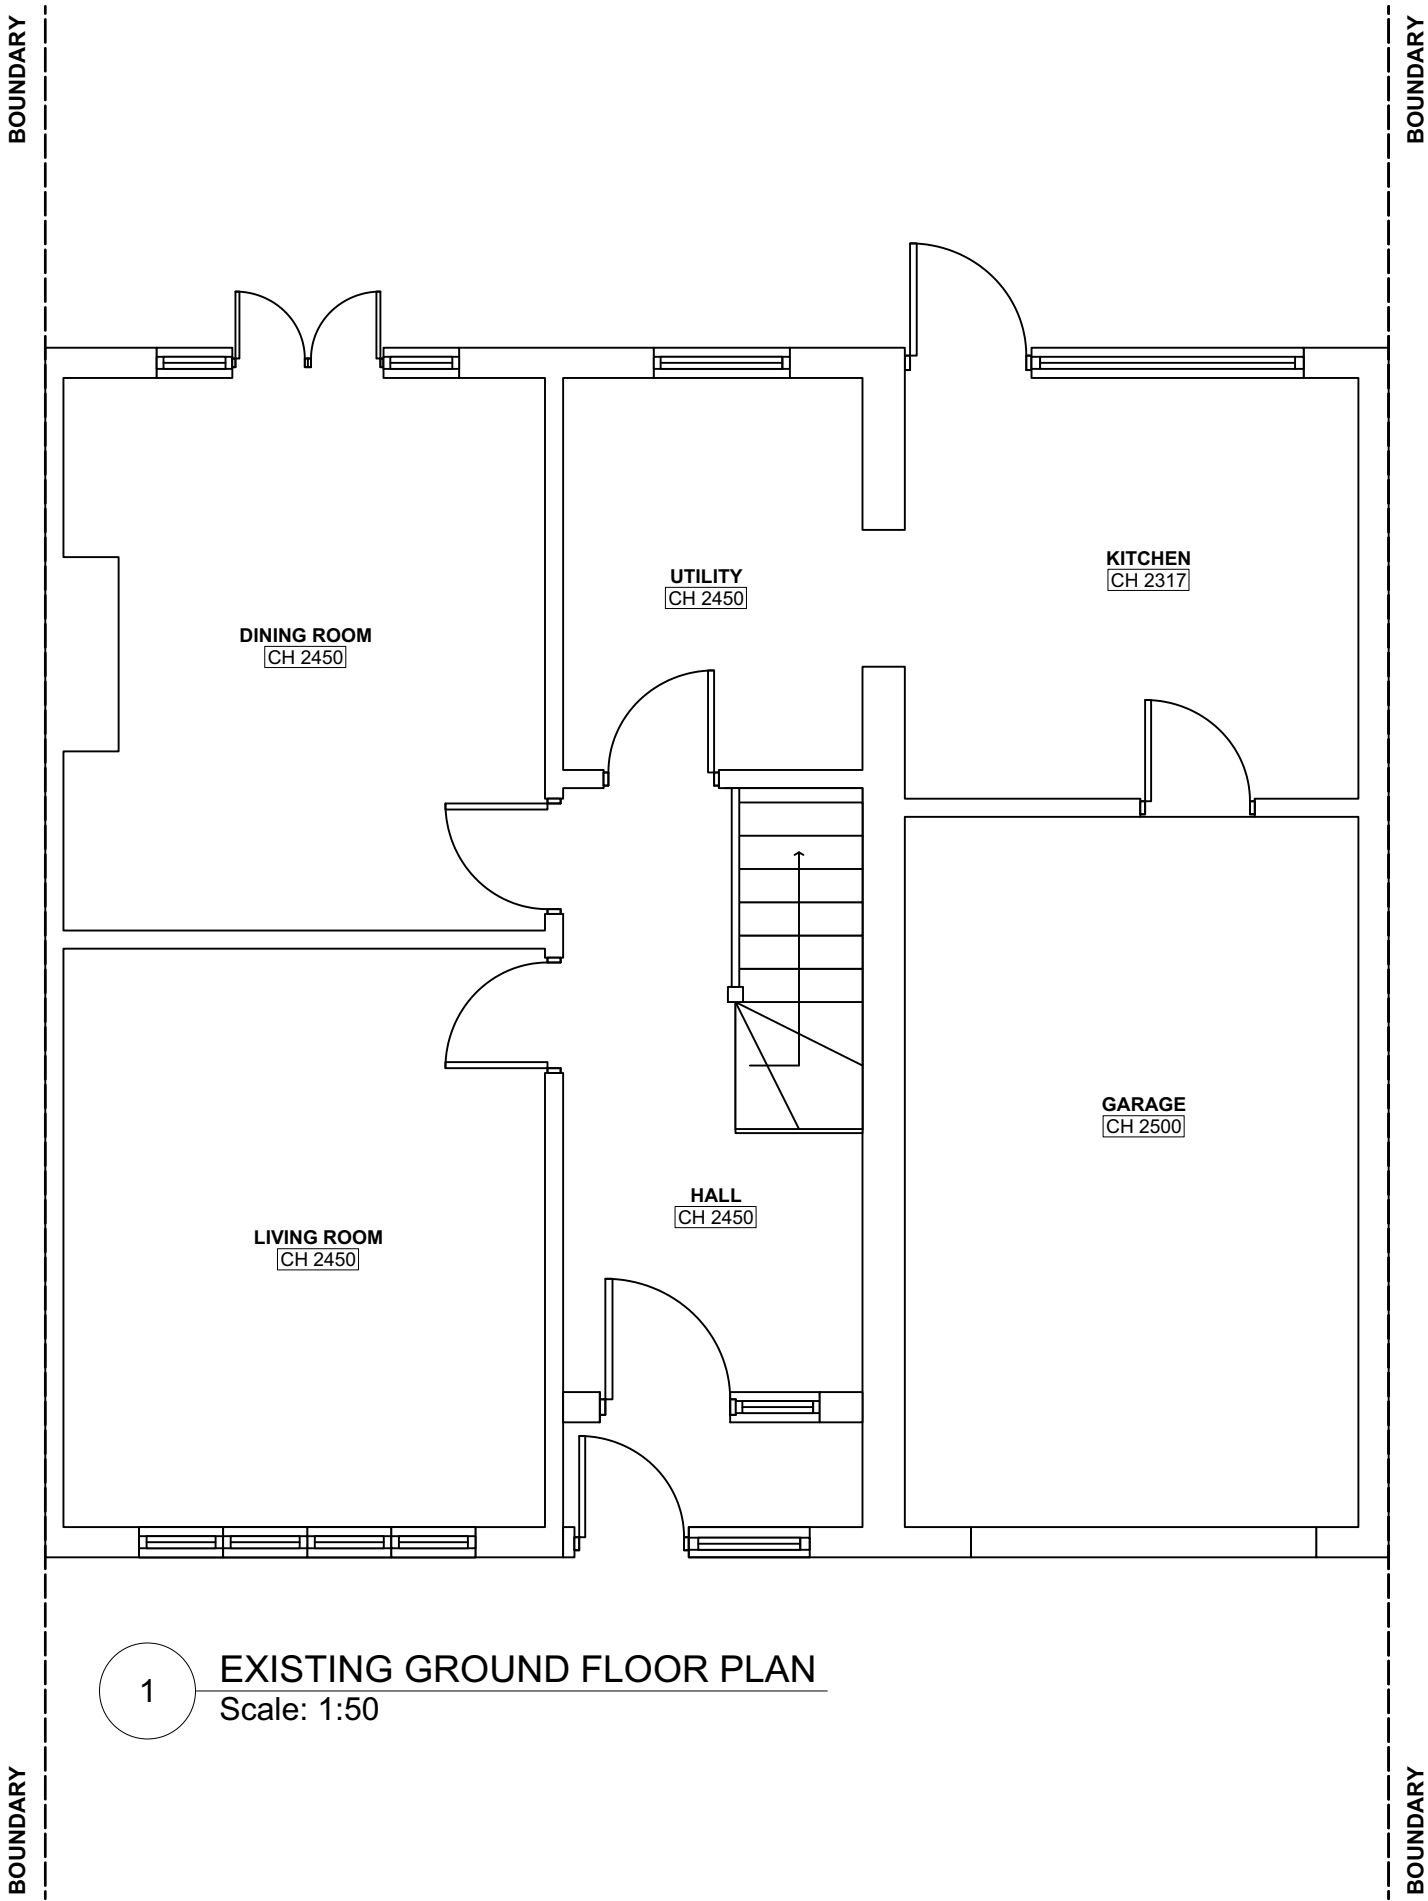 BOUNDARY
BOUNDARY
KITCHEN
CH 2317
UTILITY
CH 2450
DINING ROOM
CH 2450
GARAGE
CH 2500
HALL
CH 2450
LIVING ROOM
CH 2450
1
EXISTING GROUND FLOOR PLAN
Scale: 1:50
BOUNDARY
BOUNDARY